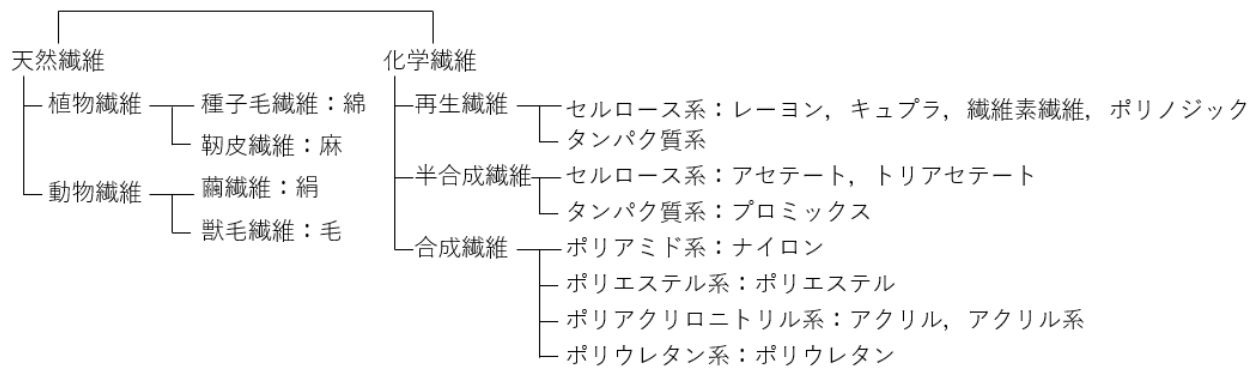 天然繊維
植物繊維
種子毛繊維：綿
靭皮繊維：麻
動物繊維
繭繊維：絹
獣毛繊維：毛
化学繊維
再生繊維
セルロース系：レーヨン，キュプラ，繊維素繊維，ポリノジック
タンパク質系
半合成繊維
セルロース系：アセテート，トリアセテート
タンパク質系：プロミックス
合成繊維
ポリアミド系：ナイロン
ポリエステル系：ポリエステル
ポリアクリロニトリル系：アクリル，アクリル系
ポリウレタン系：ポリウレタン